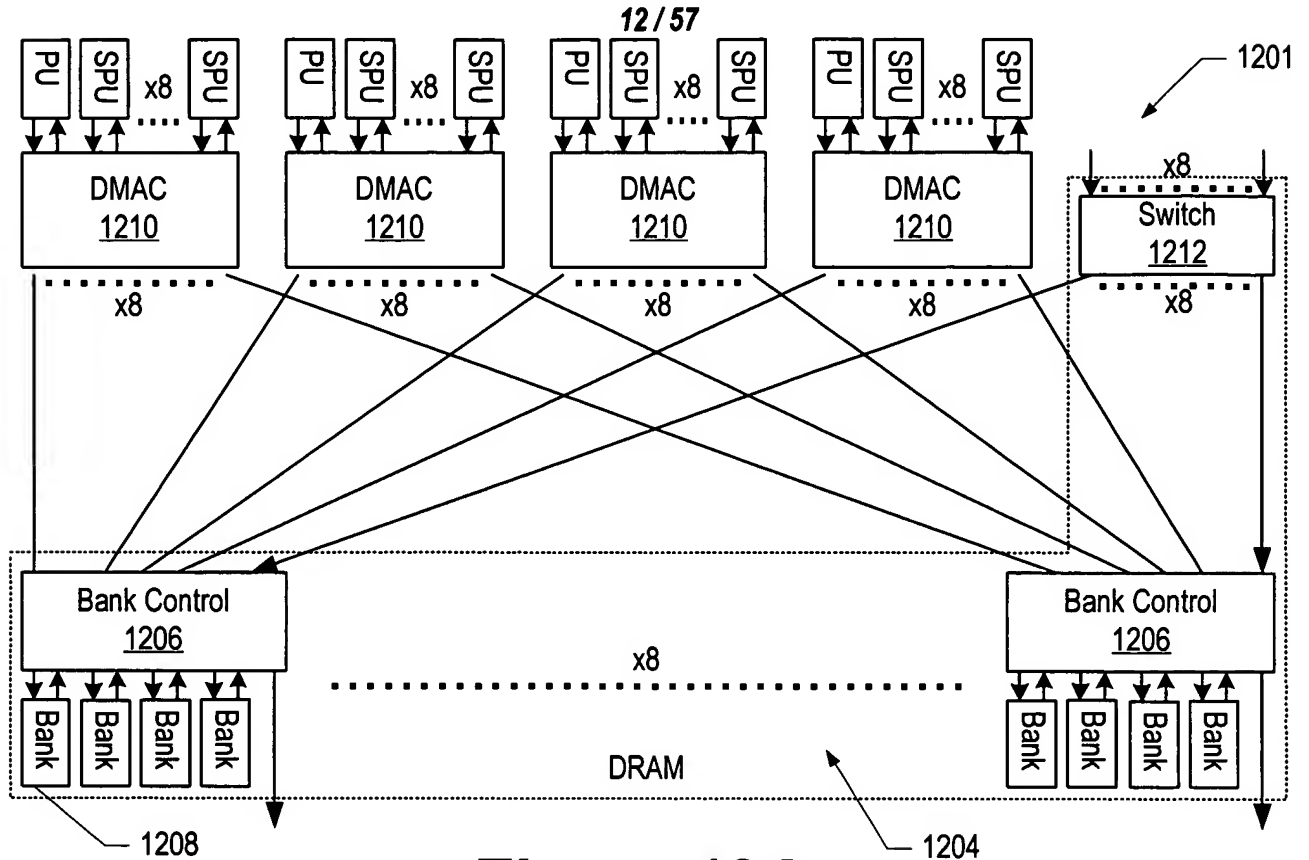 12 / 57
PU SPU x8 SPU PU SPU x8 SPU PU SPU x8 SPU PU SPU x8 SPU
1201
DMAC 1210
DMAC 1210
DMAC 1210
DMAC 1210
x8
Switch 1212
x8 x8 x8 x8 x8
Bank Control 1206
Bank Control 1206
x8
Bank Bank Bank Bank
Bank Bank Bank Bank
DRAM
1208
1204